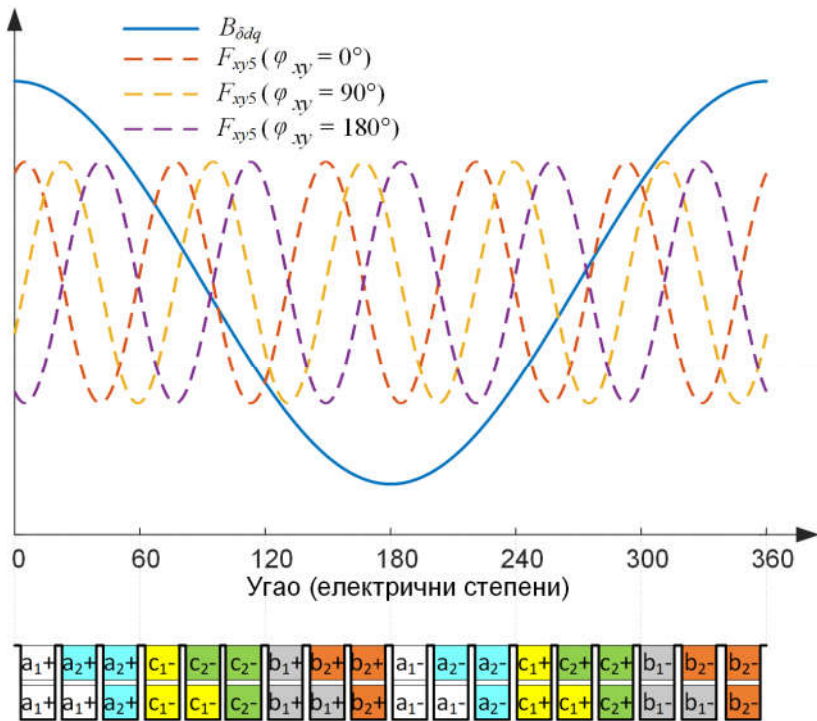 B_δdq
F_xy5 ( φ_xy = 0°)
F_xy5 ( φ_xy = 90°)
F_xy5 ( φ_xy = 180°)
0 60 120 180 240 300 360
Угао (електрични степени)
a₁+ a₂+ a₂+ c₁- c₂- c₂- b₁+ b₂+ b₂+ a₁- a₂- a₂- c₁+ c₂+ c₂+ b₁- b₂- b₂-
a₁+ a₁+ a₂+ c₁- c₁- c₂- b₁+ b₁+ b₂+ a₁- a₁- a₂- c₁+ c₁+ c₂+ b₁- b₁- b₂-